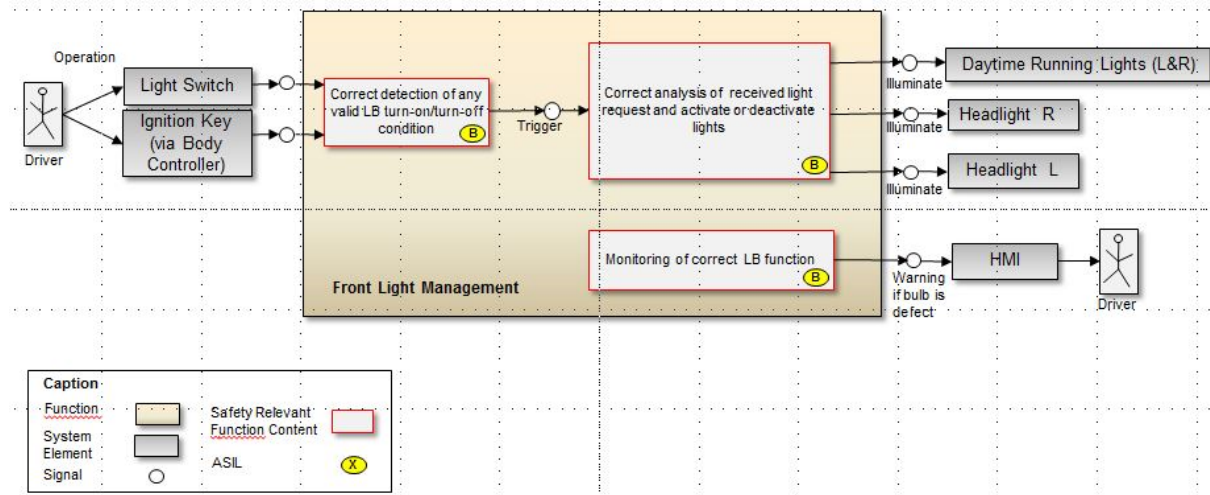 Operation
Light Switch
Ignition Key
(via Body
Controller)
Driver
Correct detection of any
valid LB turn-on/turn-off
condition
B
Trigger
Correct analysis of received light
request and activate or deactivate
lights
B
Illuminate
Daytime Running Lights (L&R)
Illuminate
Headlight R
Illuminate
Headlight L
Monitoring of correct LB function
B
Front Light Management
Warning
if bulb is
defect
HMI
Driver
Caption
Function
System
Element
Signal
Safety Relevant
Function Content
ASIL
X